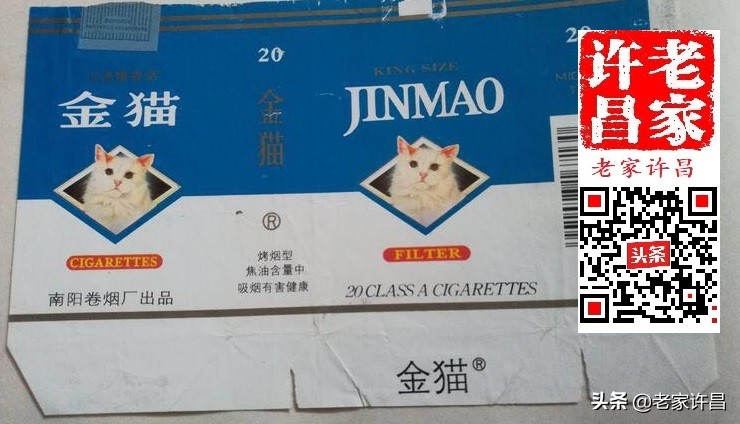 20
金猫
CIGARETTES
南阳卷烟厂出品
金猫
®
烤烟型
焦油含量中
吸烟有害健康
KING SIZE
JINMAO
FILTER
20 CLASS A CIGARETTES
金猫®
老家
许昌
老家许昌
头条
头条 @老家许昌